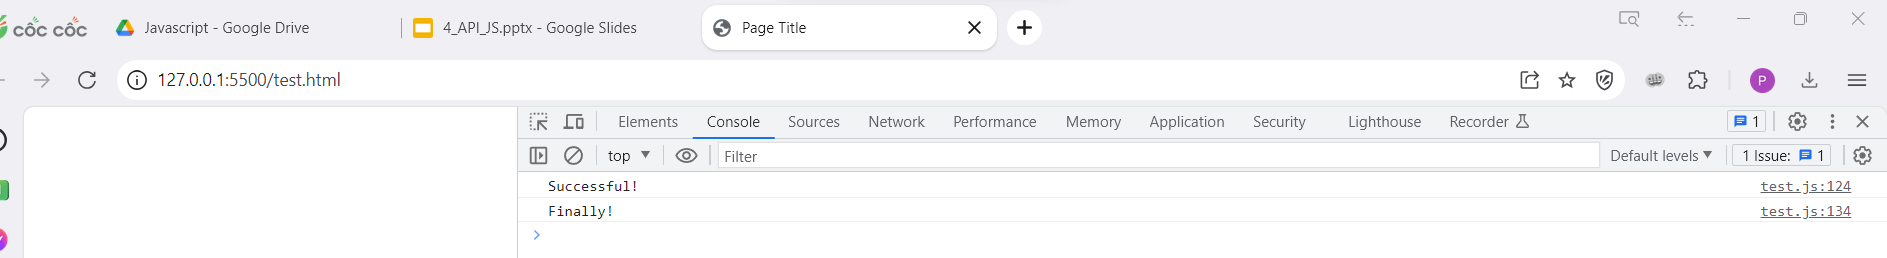 CỐC CỐC
Javascript - Google Drive
4_API_JS.pptx - Google Slides
Page Title
127.0.0.1:5500/test.html
P
Elements Console Sources Network Performance Memory Application Security Lighthouse Recorder 1
top Filter Default levels 1 Issue: 1
Successful! test.js:124
Finally! test.js:134